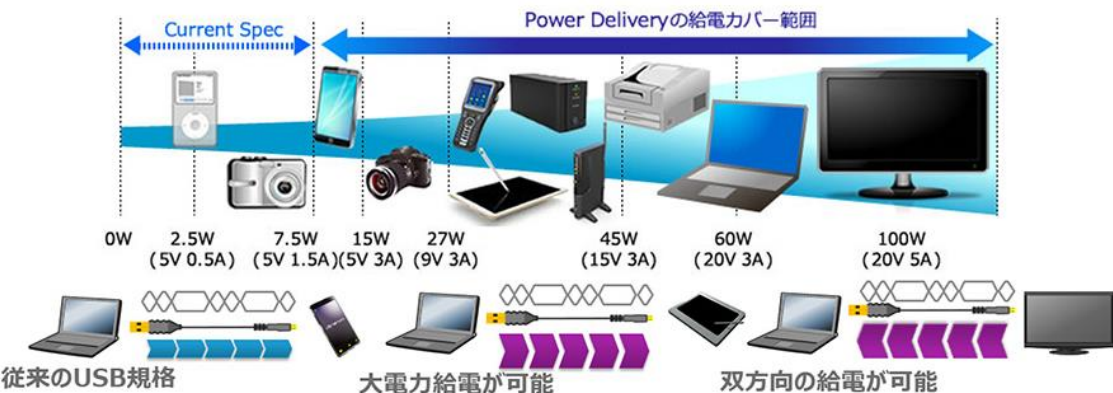 Current Spec
Power Deliveryの給電カバー範囲
0W
2.5W
(5V 0.5A)
7.5W
(5V 1.5A)
15W
(5V 3A)
27W
(9V 3A)
45W
(15V 3A)
60W
(20V 3A)
100W
(20V 5A)
従来のUSB規格
大電力給電が可能
双方向の給電が可能